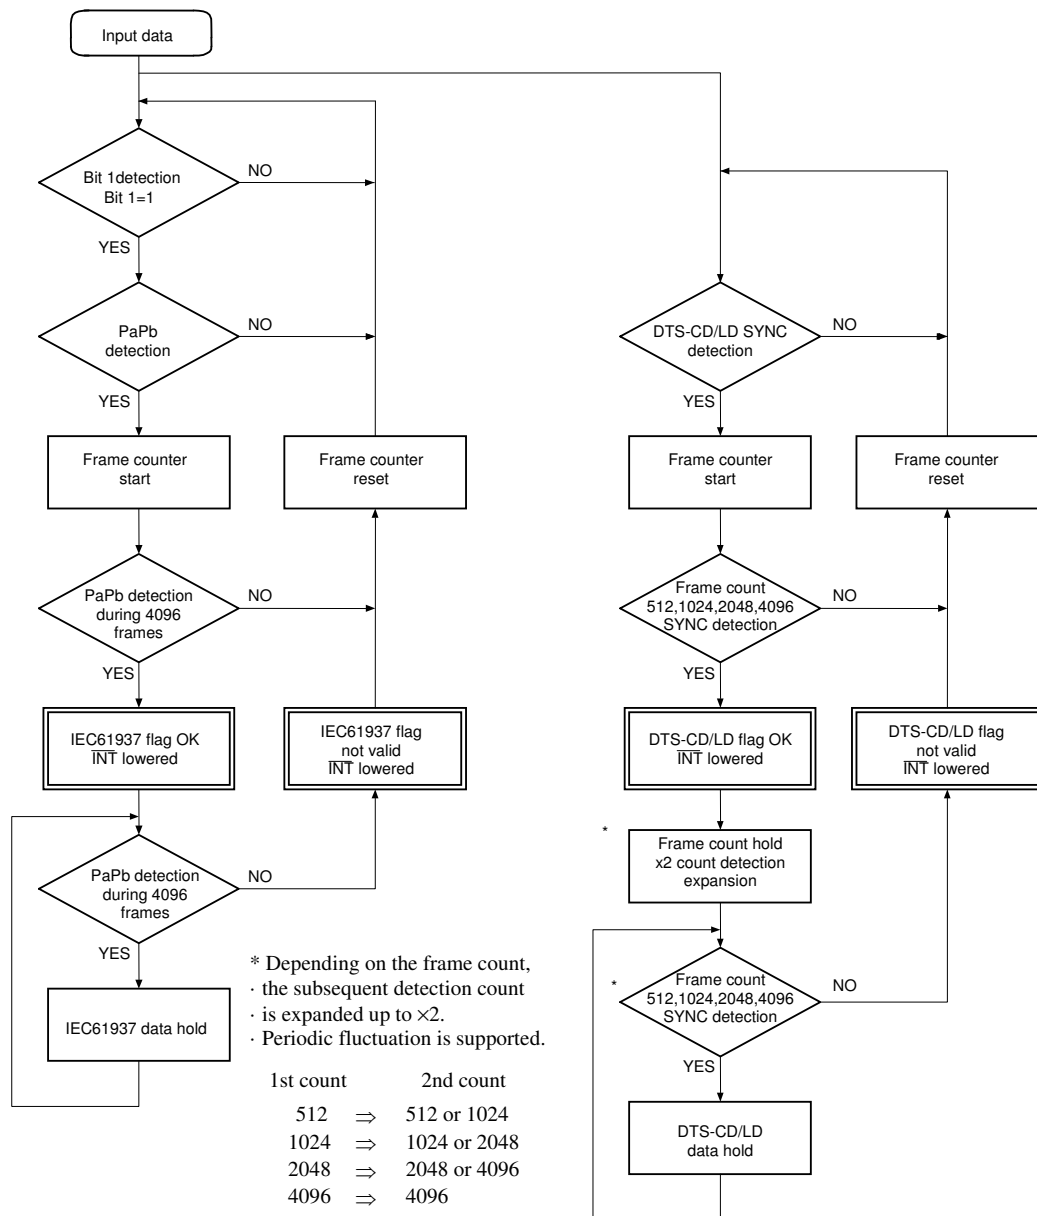 Input data
Bit 1detection
Bit 1=1
NO
YES
PaPb
detection
NO
YES
Frame counter
start
Frame counter
reset
PaPb detection
during 4096
frames
NO
YES
IEC61937 flag OK
INT lowered
IEC61937 flag
not valid
INT lowered
PaPb detection
during 4096
frames
NO
YES
IEC61937 data hold
DTS-CD/LD SYNC
detection
NO
YES
Frame counter
start
Frame counter
reset
Frame count
512,1024,2048,4096
SYNC detection
NO
YES
DTS-CD/LD flag OK
INT lowered
DTS-CD/LD flag
not valid
INT lowered
*
Frame count hold
x2 count detection
expansion
*
Frame count
512,1024,2048,4096
SYNC detection
NO
YES
DTS-CD/LD
data hold
* Depending on the frame count,
· the subsequent detection count
· is expanded up to ×2.
· Periodic fluctuation is supported.
1st count 2nd count
512 ⇒ 512 or 1024
1024 ⇒ 1024 or 2048
2048 ⇒ 2048 or 4096
4096 ⇒ 4096